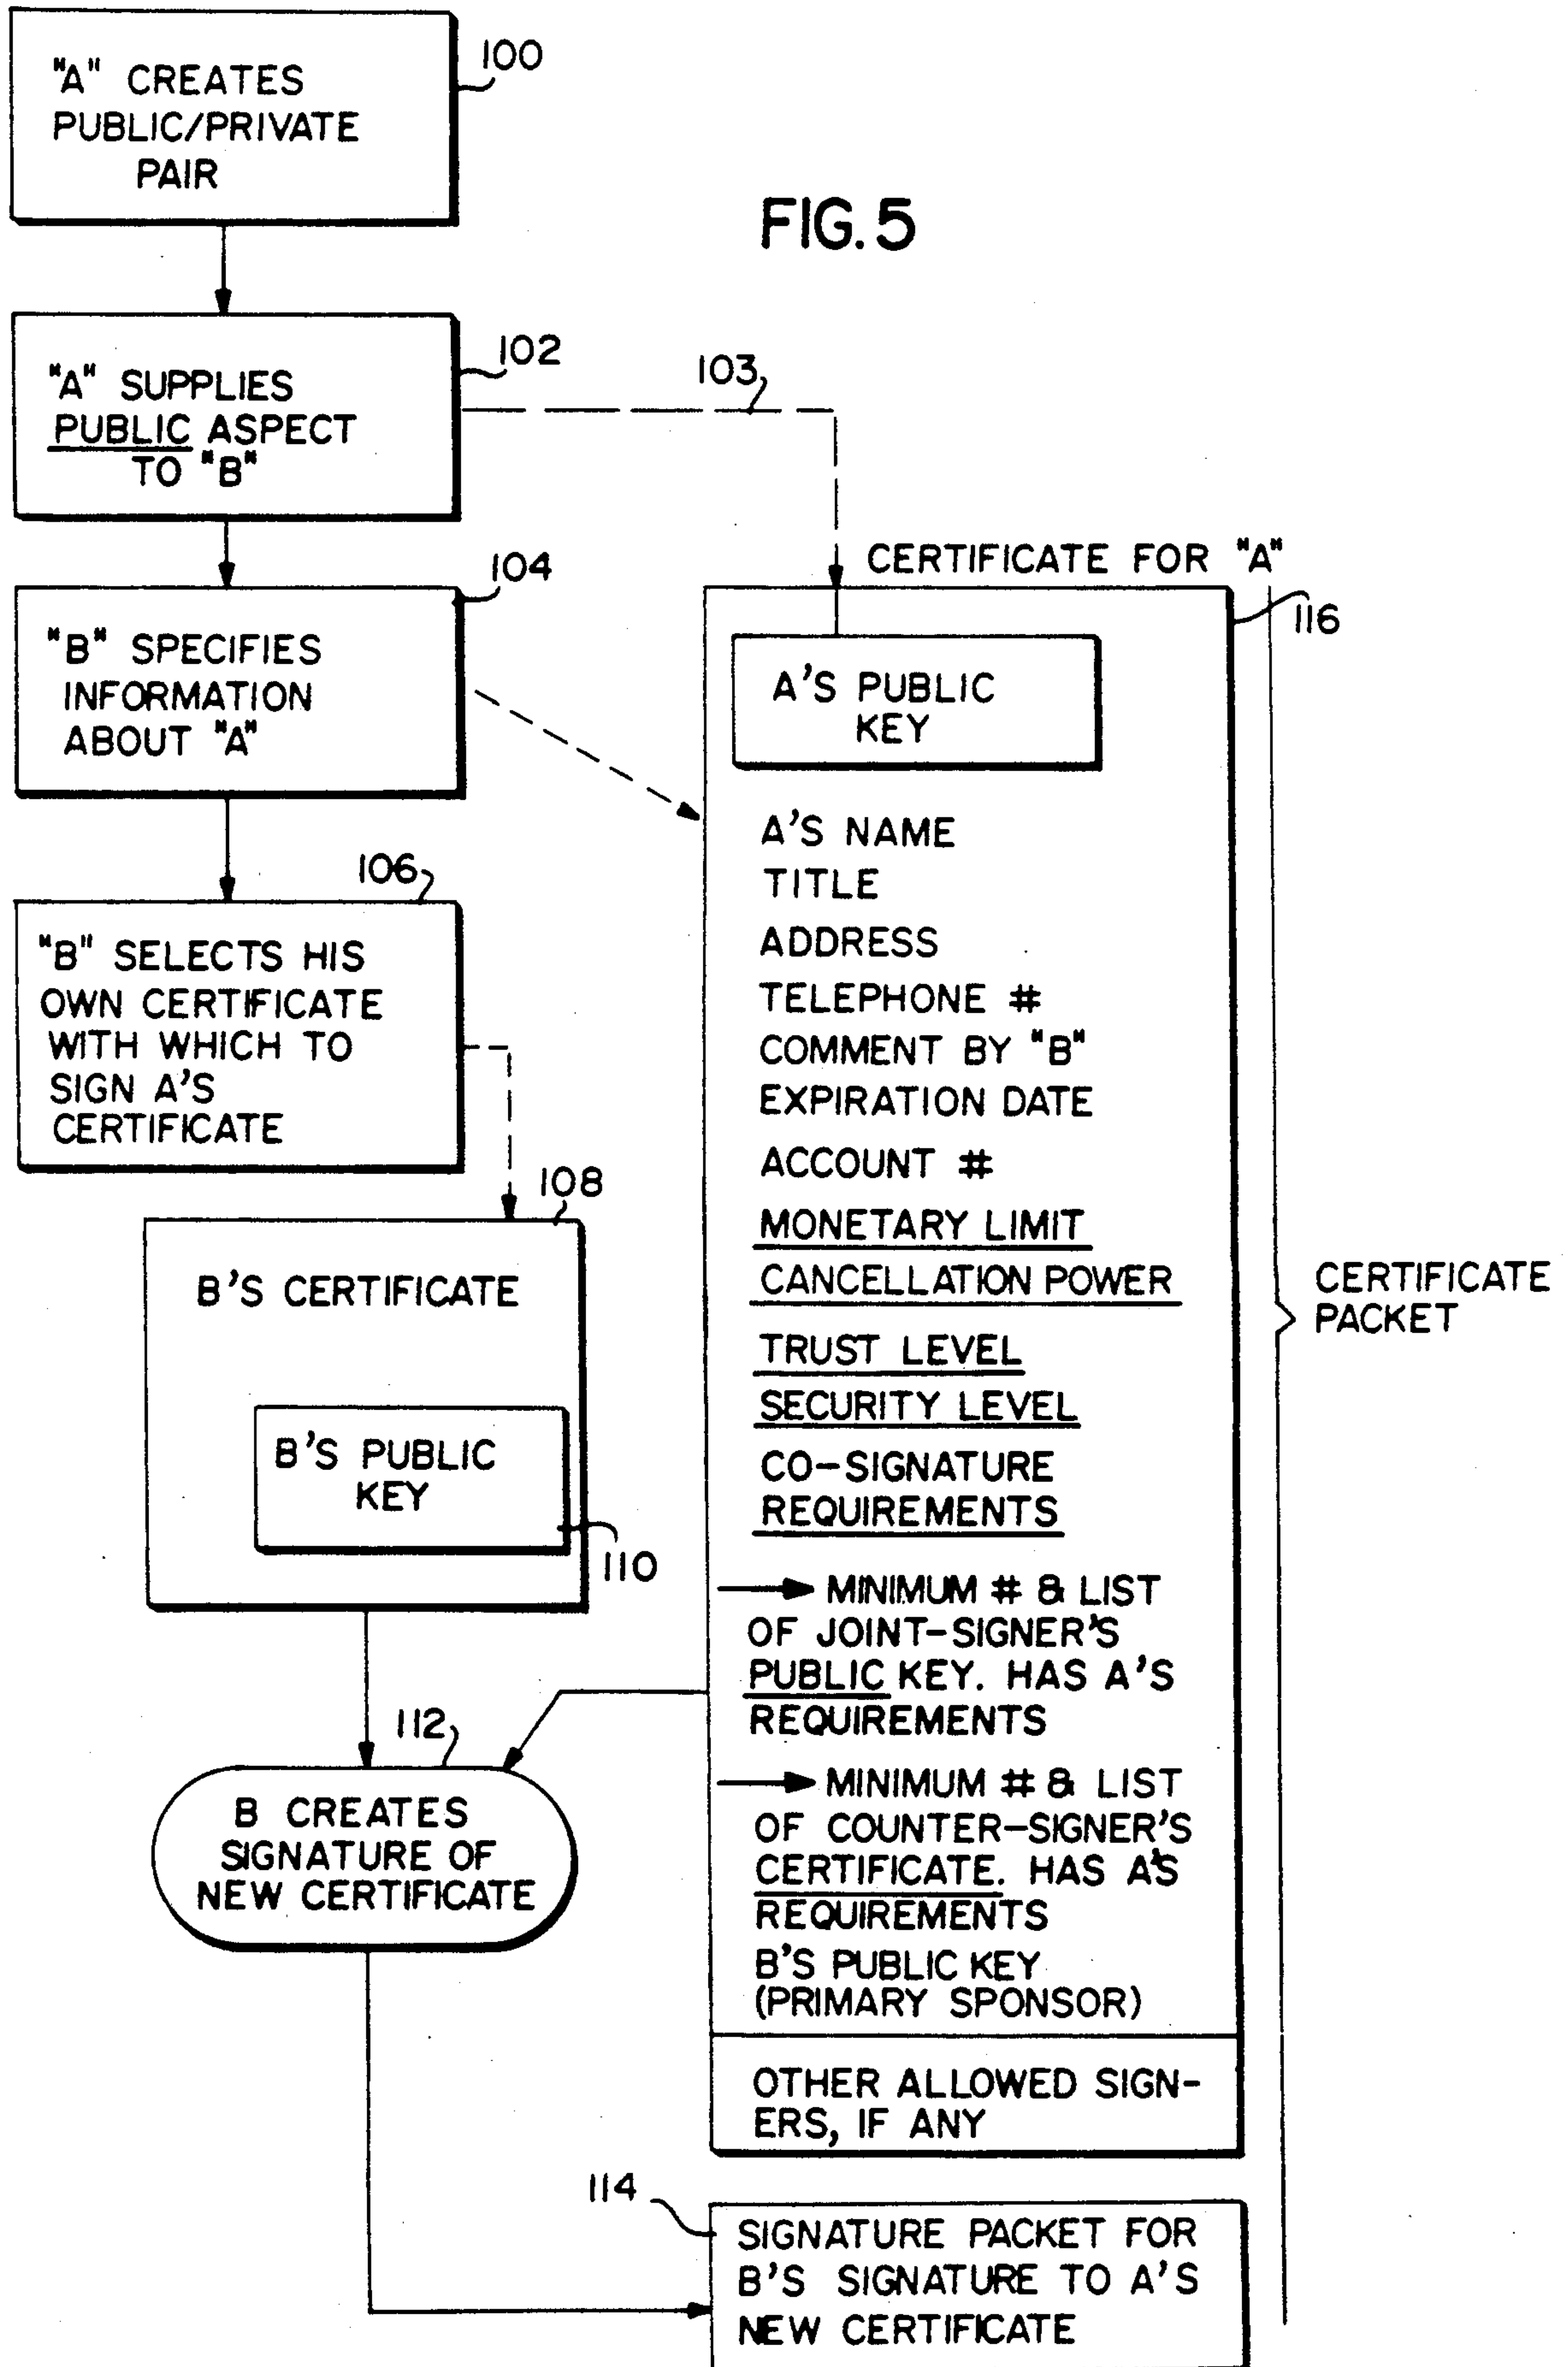 "A" CREATES
PUBLIC/PRIVATE
PAIR
100
FIG. 5
"A" SUPPLIES
PUBLIC ASPECT
TO "B"
102
103
"B" SPECIFIES
INFORMATION
ABOUT "A"
104
"B" SELECTS HIS
OWN CERTIFICATE
WITH WHICH TO
SIGN A'S
CERTIFICATE
106
B'S CERTIFICATE
108
B'S PUBLIC
KEY
110
B CREATES
SIGNATURE OF
NEW CERTIFICATE
112
CERTIFICATE FOR "A"
116
A'S PUBLIC
KEY
A'S NAME
TITLE
ADDRESS
TELEPHONE #
COMMENT BY "B"
EXPIRATION DATE
ACCOUNT #
MONETARY LIMIT
CANCELLATION POWER
TRUST LEVEL
SECURITY LEVEL
CO-SIGNATURE
REQUIREMENTS
MINIMUM # & LIST
OF JOINT-SIGNER'S
PUBLIC KEY. HAS A'S
REQUIREMENTS
MINIMUM # & LIST
OF COUNTER-SIGNER'S
CERTIFICATE. HAS A'S
REQUIREMENTS
B'S PUBLIC KEY
(PRIMARY SPONSOR)
OTHER ALLOWED SIGN-
ERS, IF ANY
CERTIFICATE
PACKET
114
SIGNATURE PACKET FOR
B'S SIGNATURE TO A'S
NEW CERTIFICATE